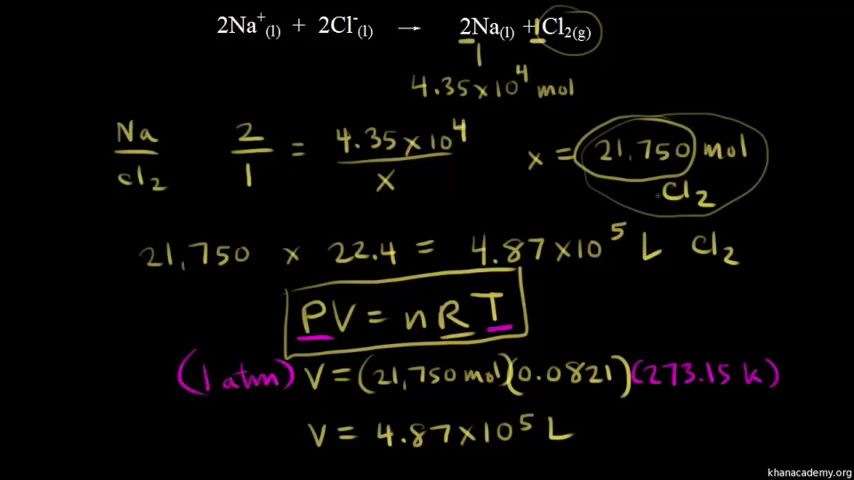 2Na⁺(l) + 2Cl⁻(l) → 2Na(l) + 1Cl2(g)
1
4.35x10⁴ mol
Na/Cl2 2/1 = 4.35x10⁴/x x = 21,750 mol Cl2
21,750 x 22.4 = 4.87x10⁵ L Cl2
PV = nRT
(1 atm) V = (21,750 mol)(0.0821)(273.15 K)
V = 4.87x10⁵ L
khanacademy.org